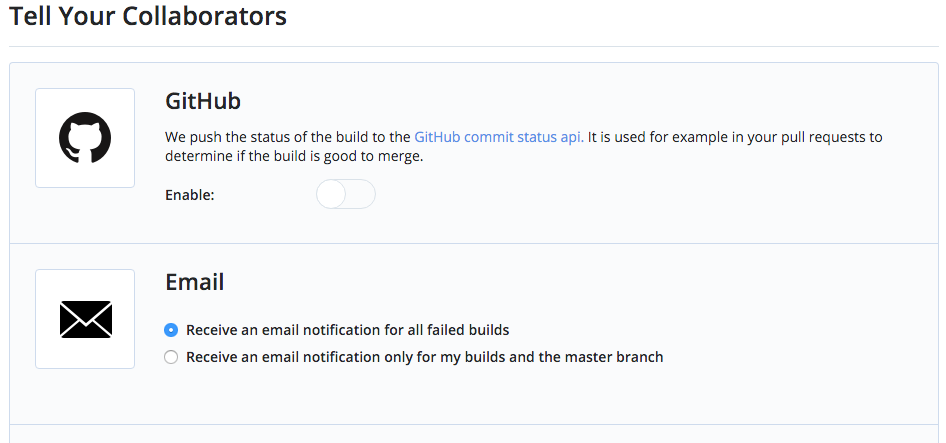 Tell Your Collaborators
GitHub
We push the status of the build to the GitHub commit status api. It is used for example in your pull requests to
determine if the build is good to merge.
Enable:
Email
Receive an email notification for all failed builds
Receive an email notification only for my builds and the master branch